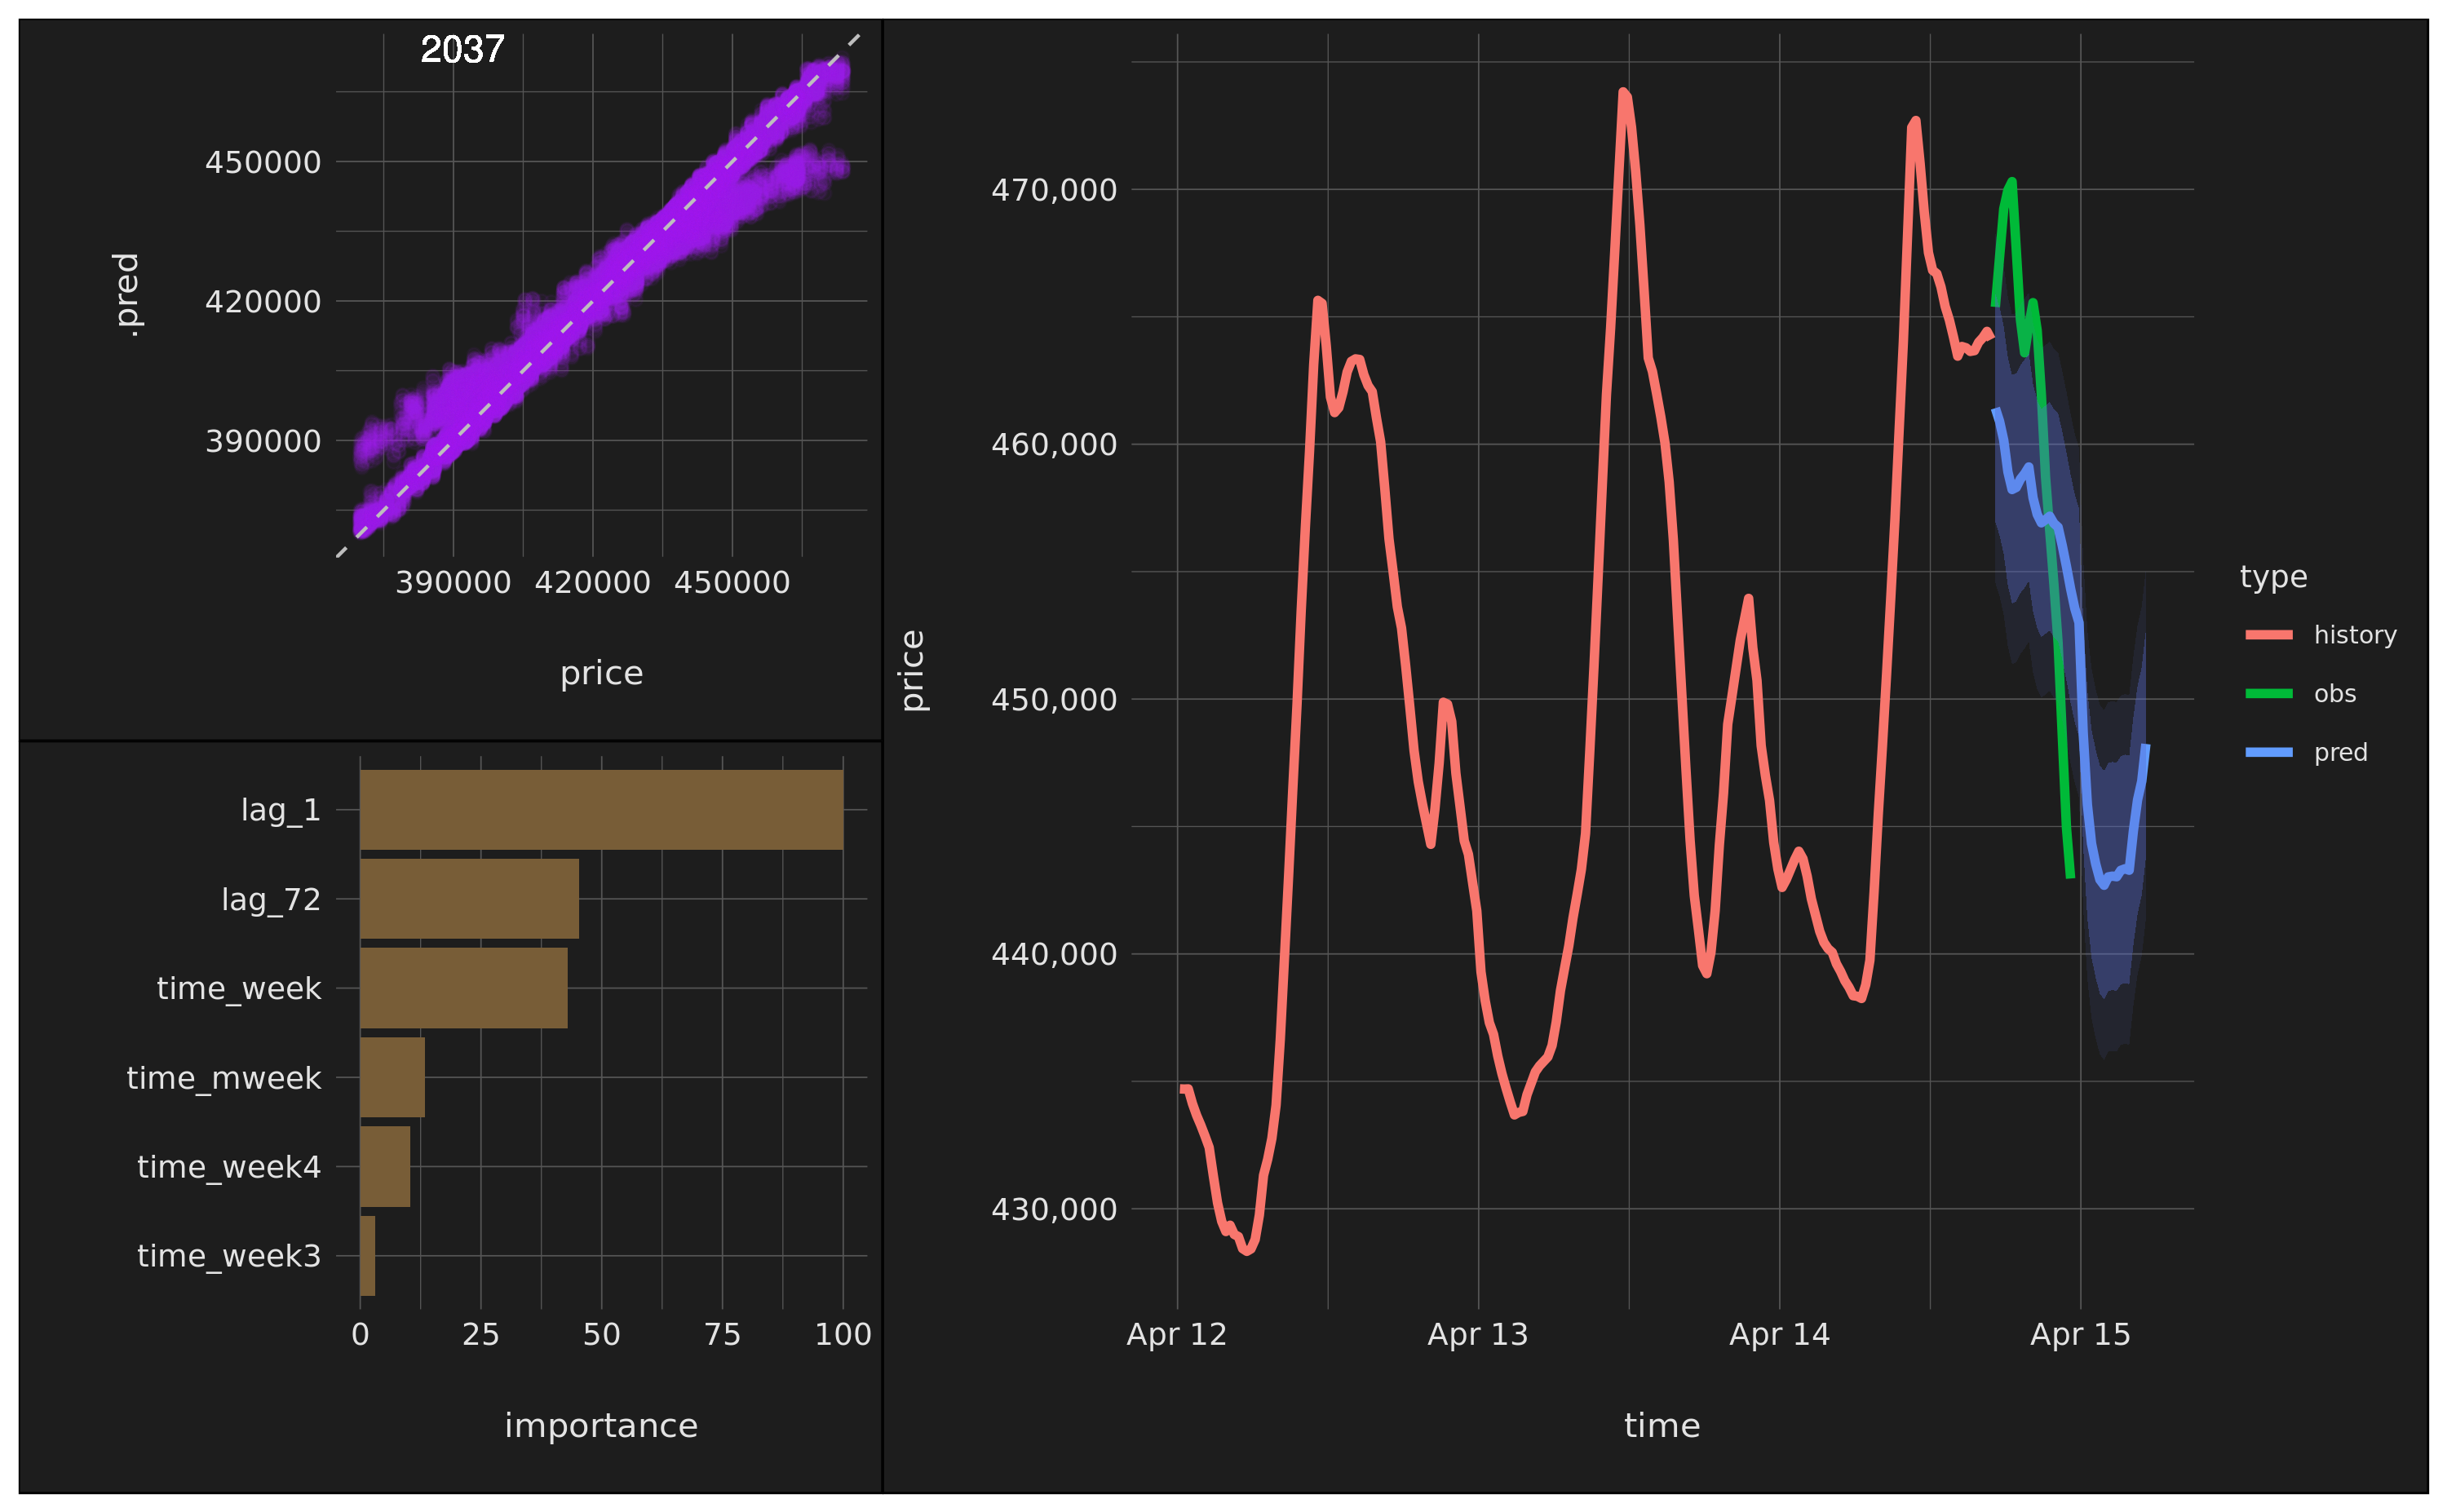 2037
.pred
450000
420000
390000
390000 420000 450000
price
lag_1
lag_72
time_week
time_mweek
time_week4
time_week3
0 25 50 75 100
importance
price
470,000
460,000
450,000
440,000
430,000
Apr 12 Apr 13 Apr 14 Apr 15
time
type
history
obs
pred